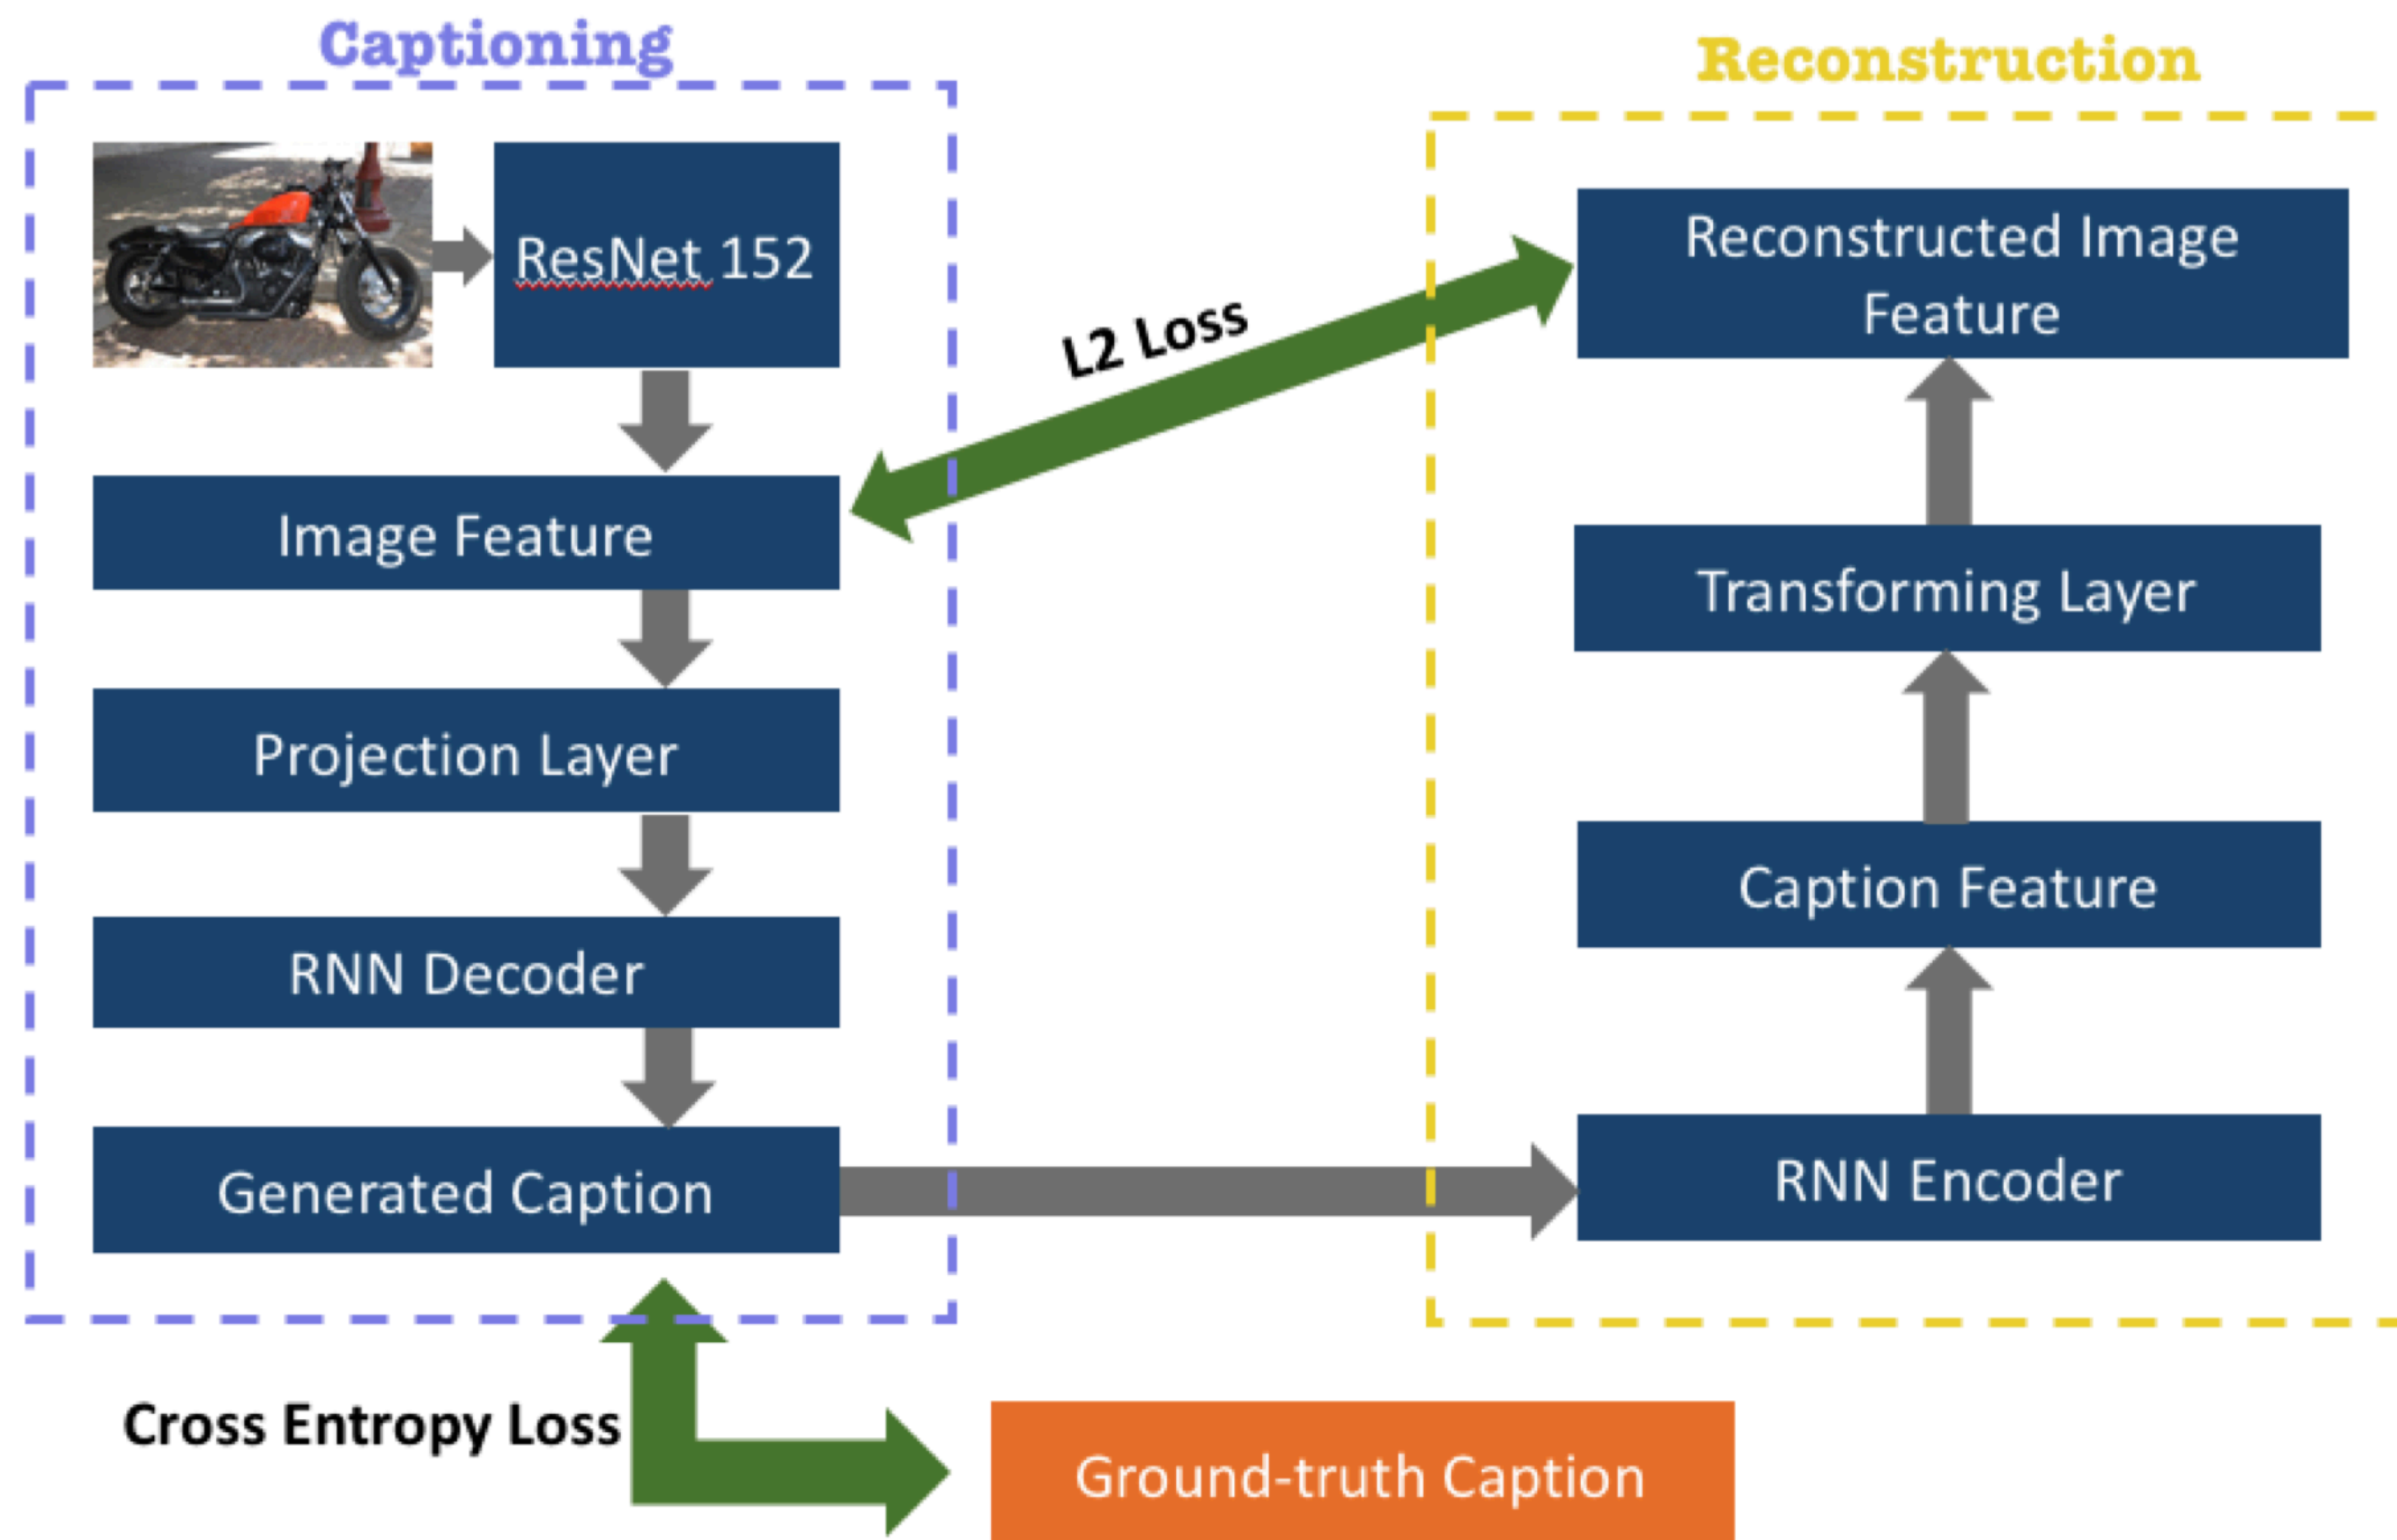 Captioning
ResNet 152
Image Feature
Projection Layer
RNN Decoder
Generated Caption
Cross Entropy Loss
Ground-truth Caption
L2 Loss
Reconstruction
Reconstructed Image
Feature
Transforming Layer
Caption Feature
RNN Encoder